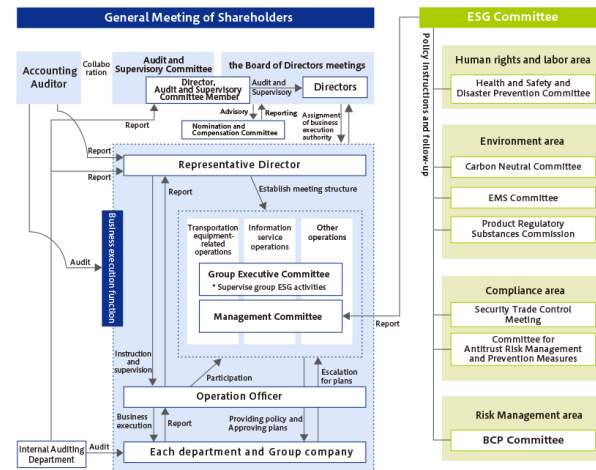 General Meeting of Shareholders
ESG Committee
Accounting
Auditor
Collabo
ration
Audit and
Supervisory Committee
the Board of Directors meetings
Director,
Audit and Supervisory
Committee Member
Audit and
Supervisory
Directors
Advisory
Reporting
Nomination and
Compensation Committee
Assignment
of business
execution
authority
Report
Report
Report
Representative Director
Report
Establish meeting structure
Business execution function
Audit
Transportation
equipment-
related
operations
Information
service
operations
Other
operations
Group Executive Committee
* Supervise group ESG activities
Management Committee
Report
Instruction
and
supervision
Participation
Escalation
for plans
Operation Officer
Business
execution
Report
Providing policy and
Approving plans
Internal Auditing
Department
Audit
Each department and Group company
Policy instructions and follow-up
Human rights and labor area
Health and Safety and
Disaster Prevention Committee
Environment area
Carbon Neutral Committee
EMS Committee
Product Regulatory
Substances Commission
Compliance area
Security Trade Control
Meeting
Committee for
Antitrust Risk Management
and Prevention Measures
Risk Management area
BCP Committee